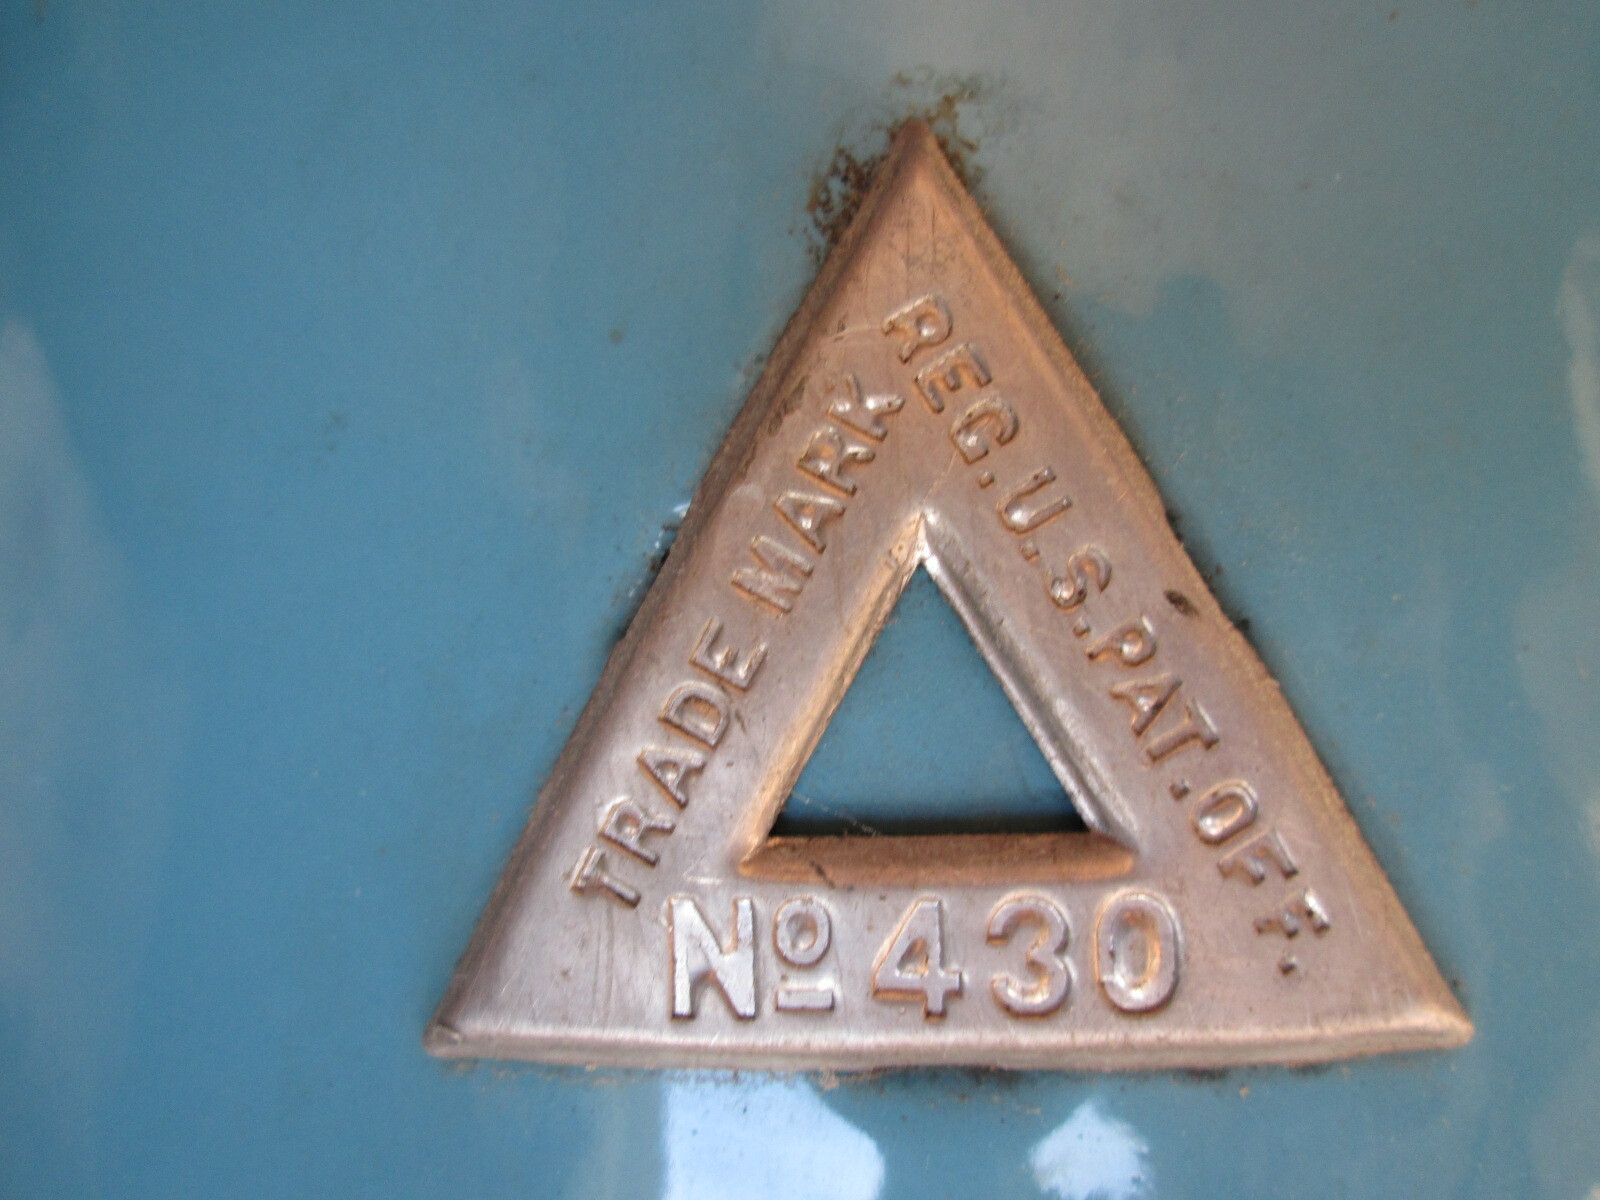 TRADE MARK
REG. U.S. PAT. OFF.
No 430